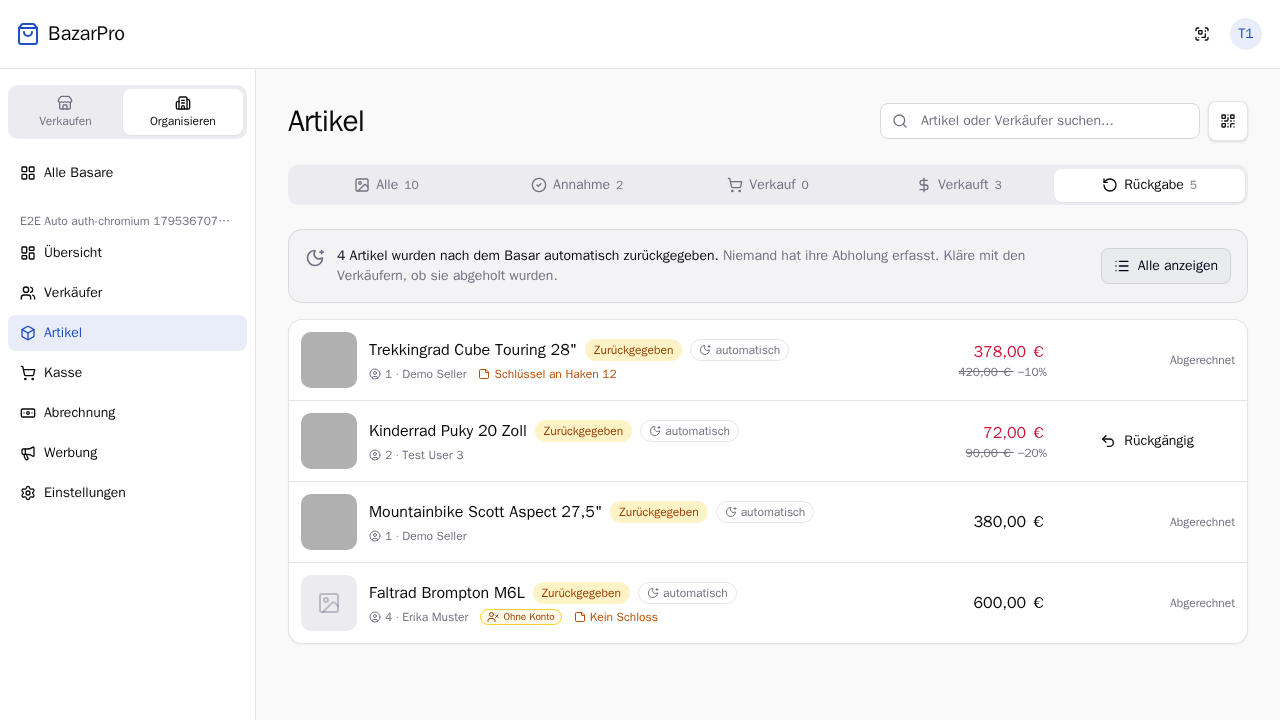 BazarPro
T1
Verkaufen
Organisieren
Alle Basare
E2E Auto auth-chromium 179536707…
Übersicht
Verkäufer
Artikel
Kasse
Abrechnung
Werbung
Einstellungen
Artikel
Artikel oder Verkäufer suchen...
Alle 10
Annahme 2
Verkauf 0
Verkauft 3
Rückgabe 5
4 Artikel wurden nach dem Basar automatisch zurückgegeben. Niemand hat ihre Abholung erfasst. Kläre mit den
Verkäufern, ob sie abgeholt wurden.
Alle anzeigen
Trekkingrad Cube Touring 28" Zurückgegeben automatisch
1 · Demo Seller Schlüssel an Haken 12
378,00 €
420,00 € −10%
Abgerechnet
Kinderrad Puky 20 Zoll Zurückgegeben automatisch
2 · Test User 3
72,00 €
90,00 € −20%
Rückgängig
Mountainbike Scott Aspect 27,5" Zurückgegeben automatisch
1 · Demo Seller
380,00 €
Abgerechnet
Faltrad Brompton M6L Zurückgegeben automatisch
4 · Erika Muster Ohne Konto Kein Schloss
600,00 €
Abgerechnet